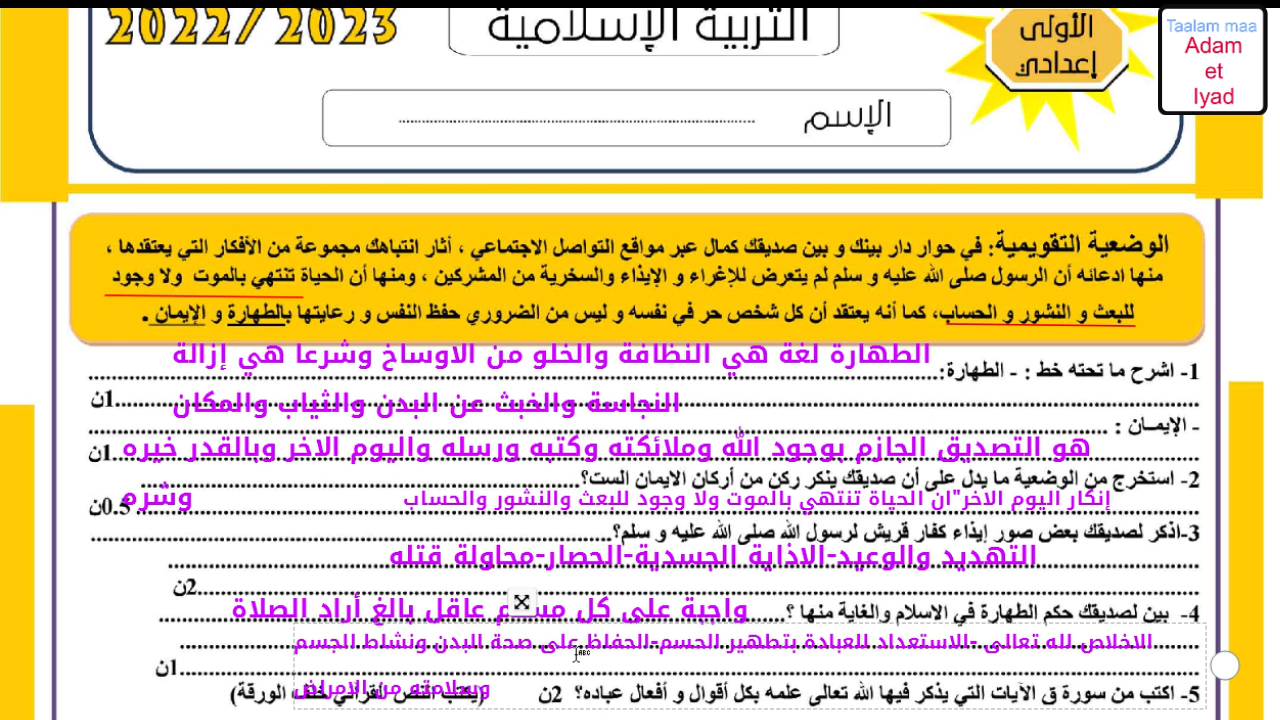 2022/2023
التربية الإسلامية
الأولى
إعدادي
Taalam maa
Adam
et
Iyad
الإسم
الوضعية التقويمية: في حوار دار بينك و بين صديقك كمال عبر مواقع التواصل الاجتماعي ، أثار انتباهك مجموعة من الأفكار التي يعتقدها ،
منها ادعائه أن الرسول صلى الله عليه و سلم لم يتعرض للإغراء و الإيذاء والسخرية من المشركين ، ومنها أن الحياة تنتهي بالموت ولا وجود
للبعث و النشور و الحساب، كما أنه يعتقد أن كل شخص حر في نفسه و ليس من الضروري حفظ النفس و رعايتها بالطهارة و الإيمان .
الطهارة لغة هي النظافة والخلو من الاوساخ وشرعا هي إزالة
1- اشرح ما تحته خط : - الطهارة:
النجاسة والخبث عن البدن والثياب والمكان
1ن
- الإيمان :
هو التصديق الجازم بوجود الله وملائكته وكتبه ورسله واليوم الاخر وبالقدر خيره
1ن
2- استخرج من الوضعية ما يدل على أن صديقك ينكر ركن من أركان الايمان الست؟
إنكار اليوم الاخر"ان الحياة تنتهي بالموت ولا وجود للبعث والنشور والحساب
وشره
0.5ن
3-اذكر لصديقك بعض صور إيذاء كفار قريش لرسول الله صلى الله عليه و سلم؟
التهديد والوعيد-الاذاية الجسدية-الحصار-محاولة قتله
2ن
واجبة على كل مسلم عاقل بالغ أراد الصلاة
4- بين لصديقك حكم الطهارة في الاسلام والغاية منها ؟
الاخلاص لله تعالى -الاستعداد للعبادة بتطهير الجسم-الحفاظ على صحة البدن ونشاط الجسم
1ن
وسلامته من الامراض
5- اكتب من سورة ق الآيات التي يذكر فيها الله تعالى علمه بكل أقوال و أفعال عباده؟ 2ن (يكتب النص القرآني خلف الورقة)